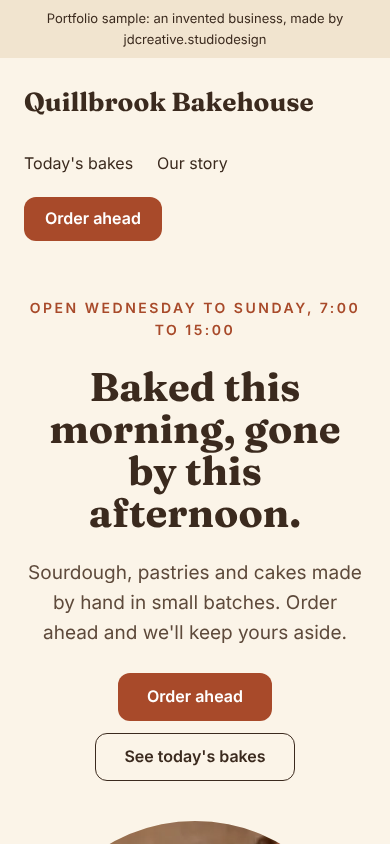 Portfolio sample: an invented business, made by
jdcreative.studiodesign
Quillbrook Bakehouse
Today's bakes Our story
Order ahead
OPEN WEDNESDAY TO SUNDAY, 7:00
TO 15:00
Baked this
morning, gone
by this
afternoon.
Sourdough, pastries and cakes made
by hand in small batches. Order
ahead and we'll keep yours aside.
Order ahead
See today's bakes